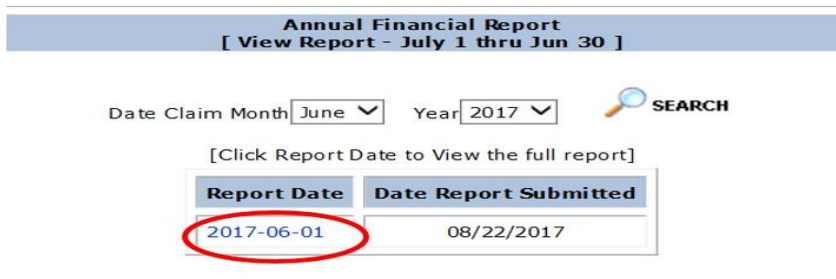 Annual Financial Report
[ View Report - July 1 thru Jun 30 ]
Date Claim Month June Year 2017 SEARCH
[Click Report Date to View the full report]
Report Date Date Report Submitted
2017-06-01 08/22/2017